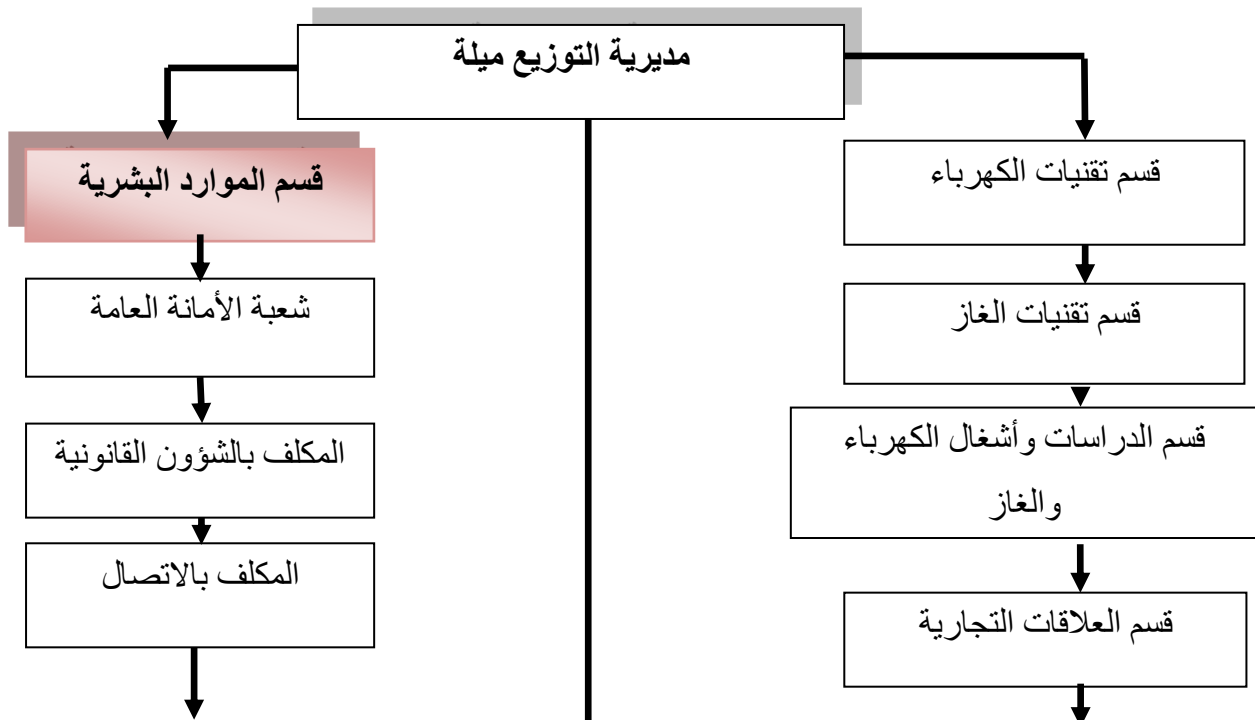 مديرية التوزيع ميلة
قسم تقنيات الكهرباء
قسم تقنيات الغاز
قسم الدراسات وأشغال الكهرباء
والغاز
قسم العلاقات التجارية
قسم الموارد البشرية
شعبة الأمانة العامة
المكلف بالشؤون القانونية
المكلف بالاتصال